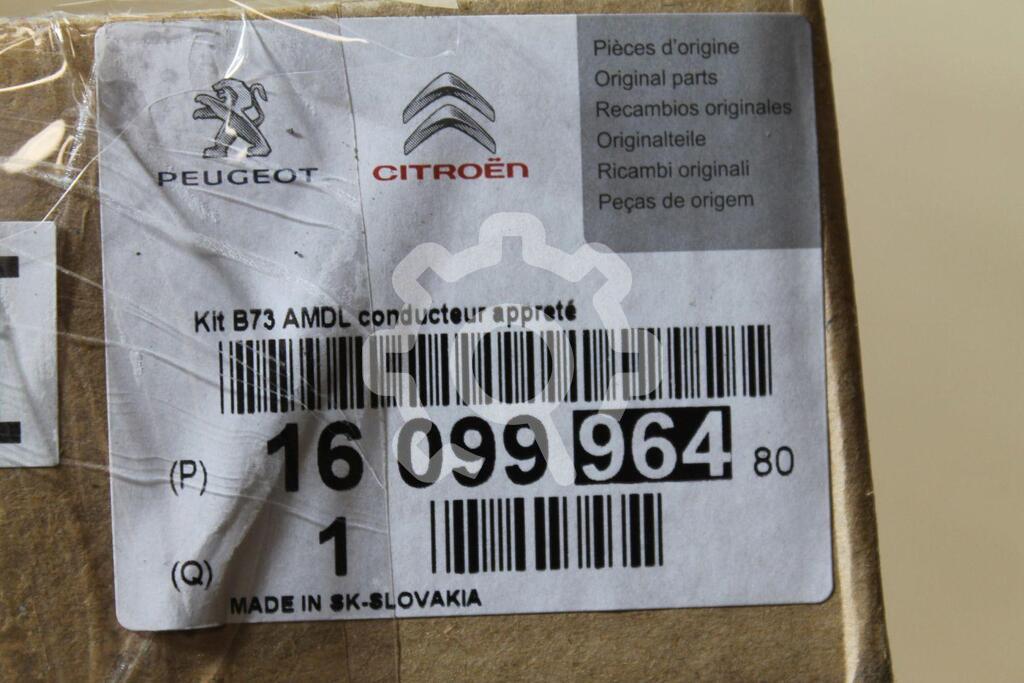 PEUGEOT
CITROËN
Pièces d'origine
Original parts
Recambios originales
Originalteile
Ricambi originali
Peças de origem
Kit B73 AMDL conducteur appreté
(P) 16 099 964 80
(Q) 1
MADE IN SK-SLOVAKIA